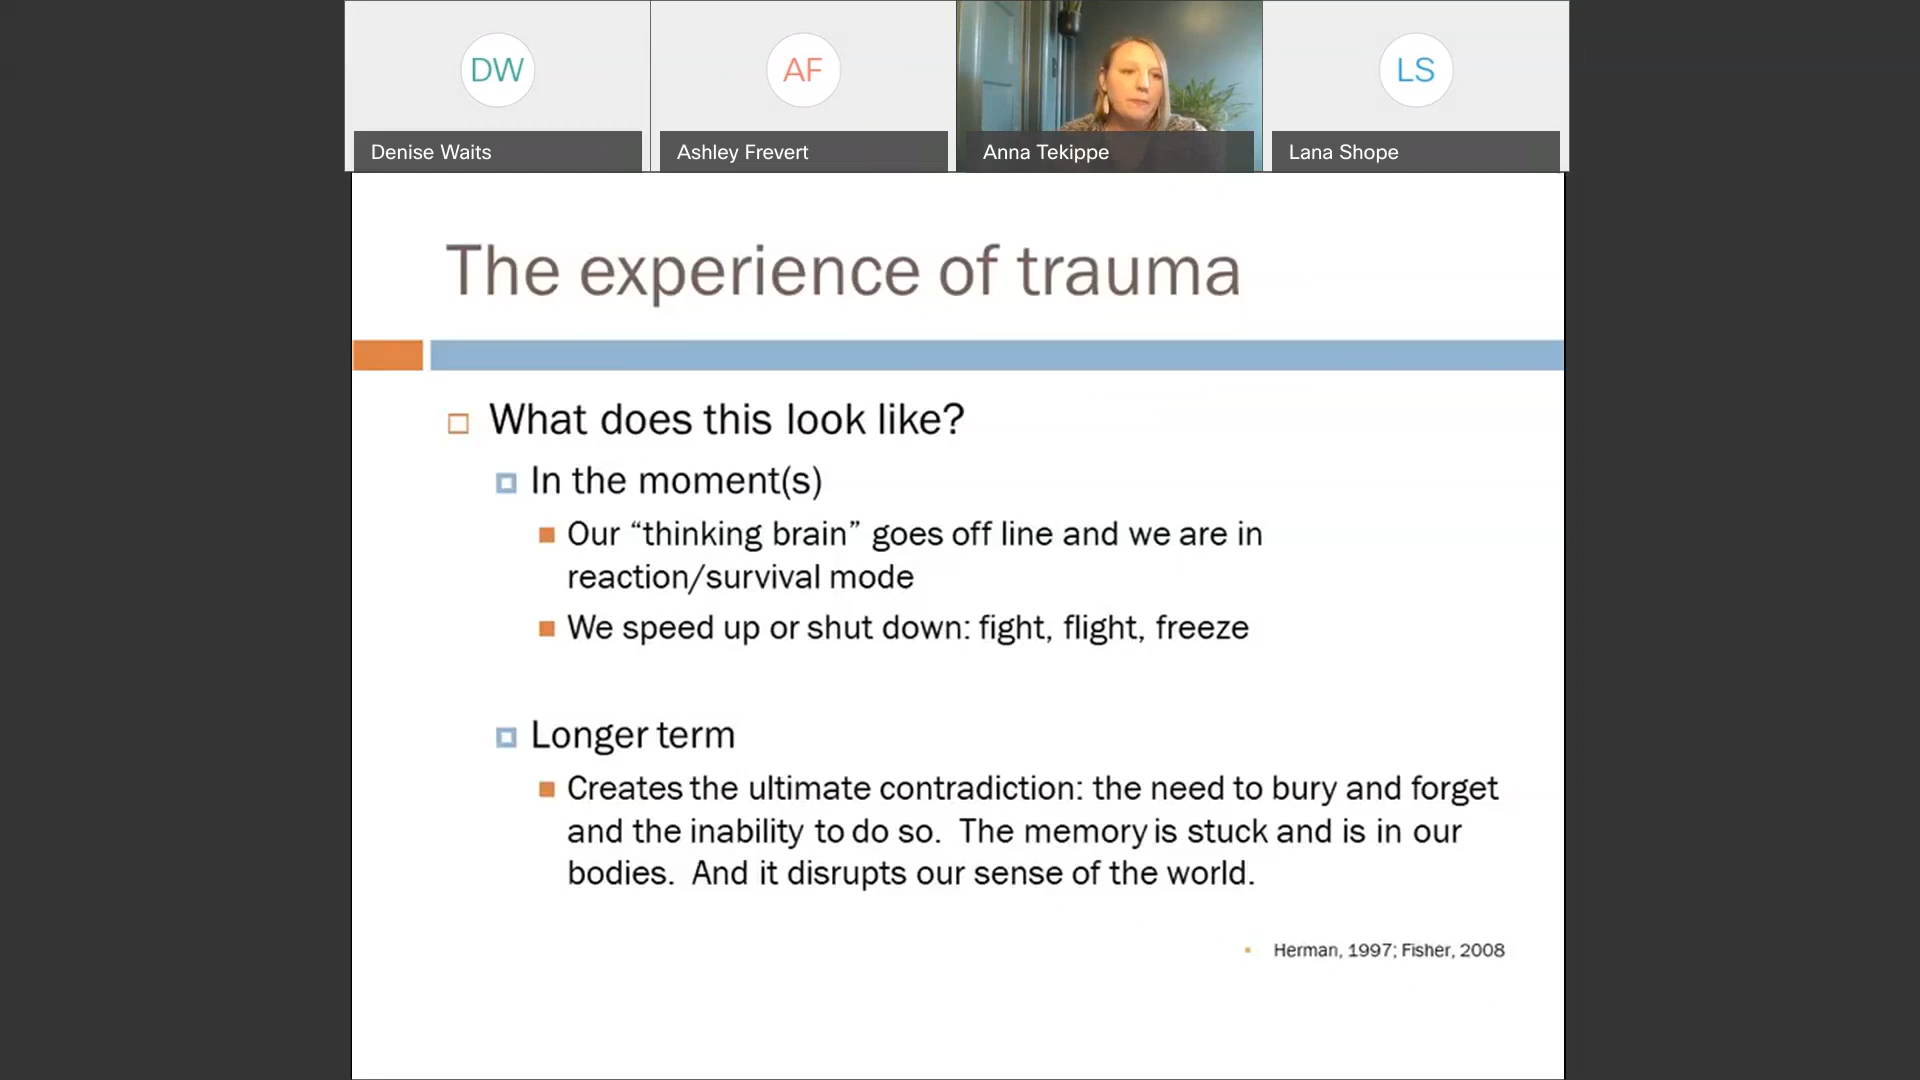 DW
AF
LS
Denise Waits
Ashley Frevert
Anna Tekippe
Lana Shope
The experience of trauma
What does this look like?
In the moment(s)
Our “thinking brain” goes off line and we are in
reaction/survival mode
We speed up or shut down: fight, flight, freeze
Longer term
Creates the ultimate contradiction: the need to bury and forget
and the inability to do so.  The memory is stuck and is in our
bodies.  And it disrupts our sense of the world.
Herman, 1997; Fisher, 2008